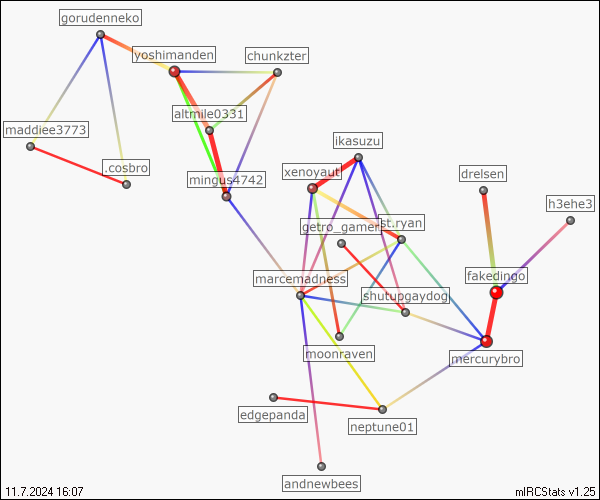 gorudenneko
yoshimanden
chunkzter
altmile0331
maddiee3773
ikasuzu
.cosbro
mingus4742
xenoyaut
drelsen
h3ehe3
getro_gamer
st.ryan
marcemadness
fakedingo
shutupgaydog
moonraven
mercurybro
edgepanda
neptune01
andnewbees
11.7.2024 16:07
mIRCStats v1.25